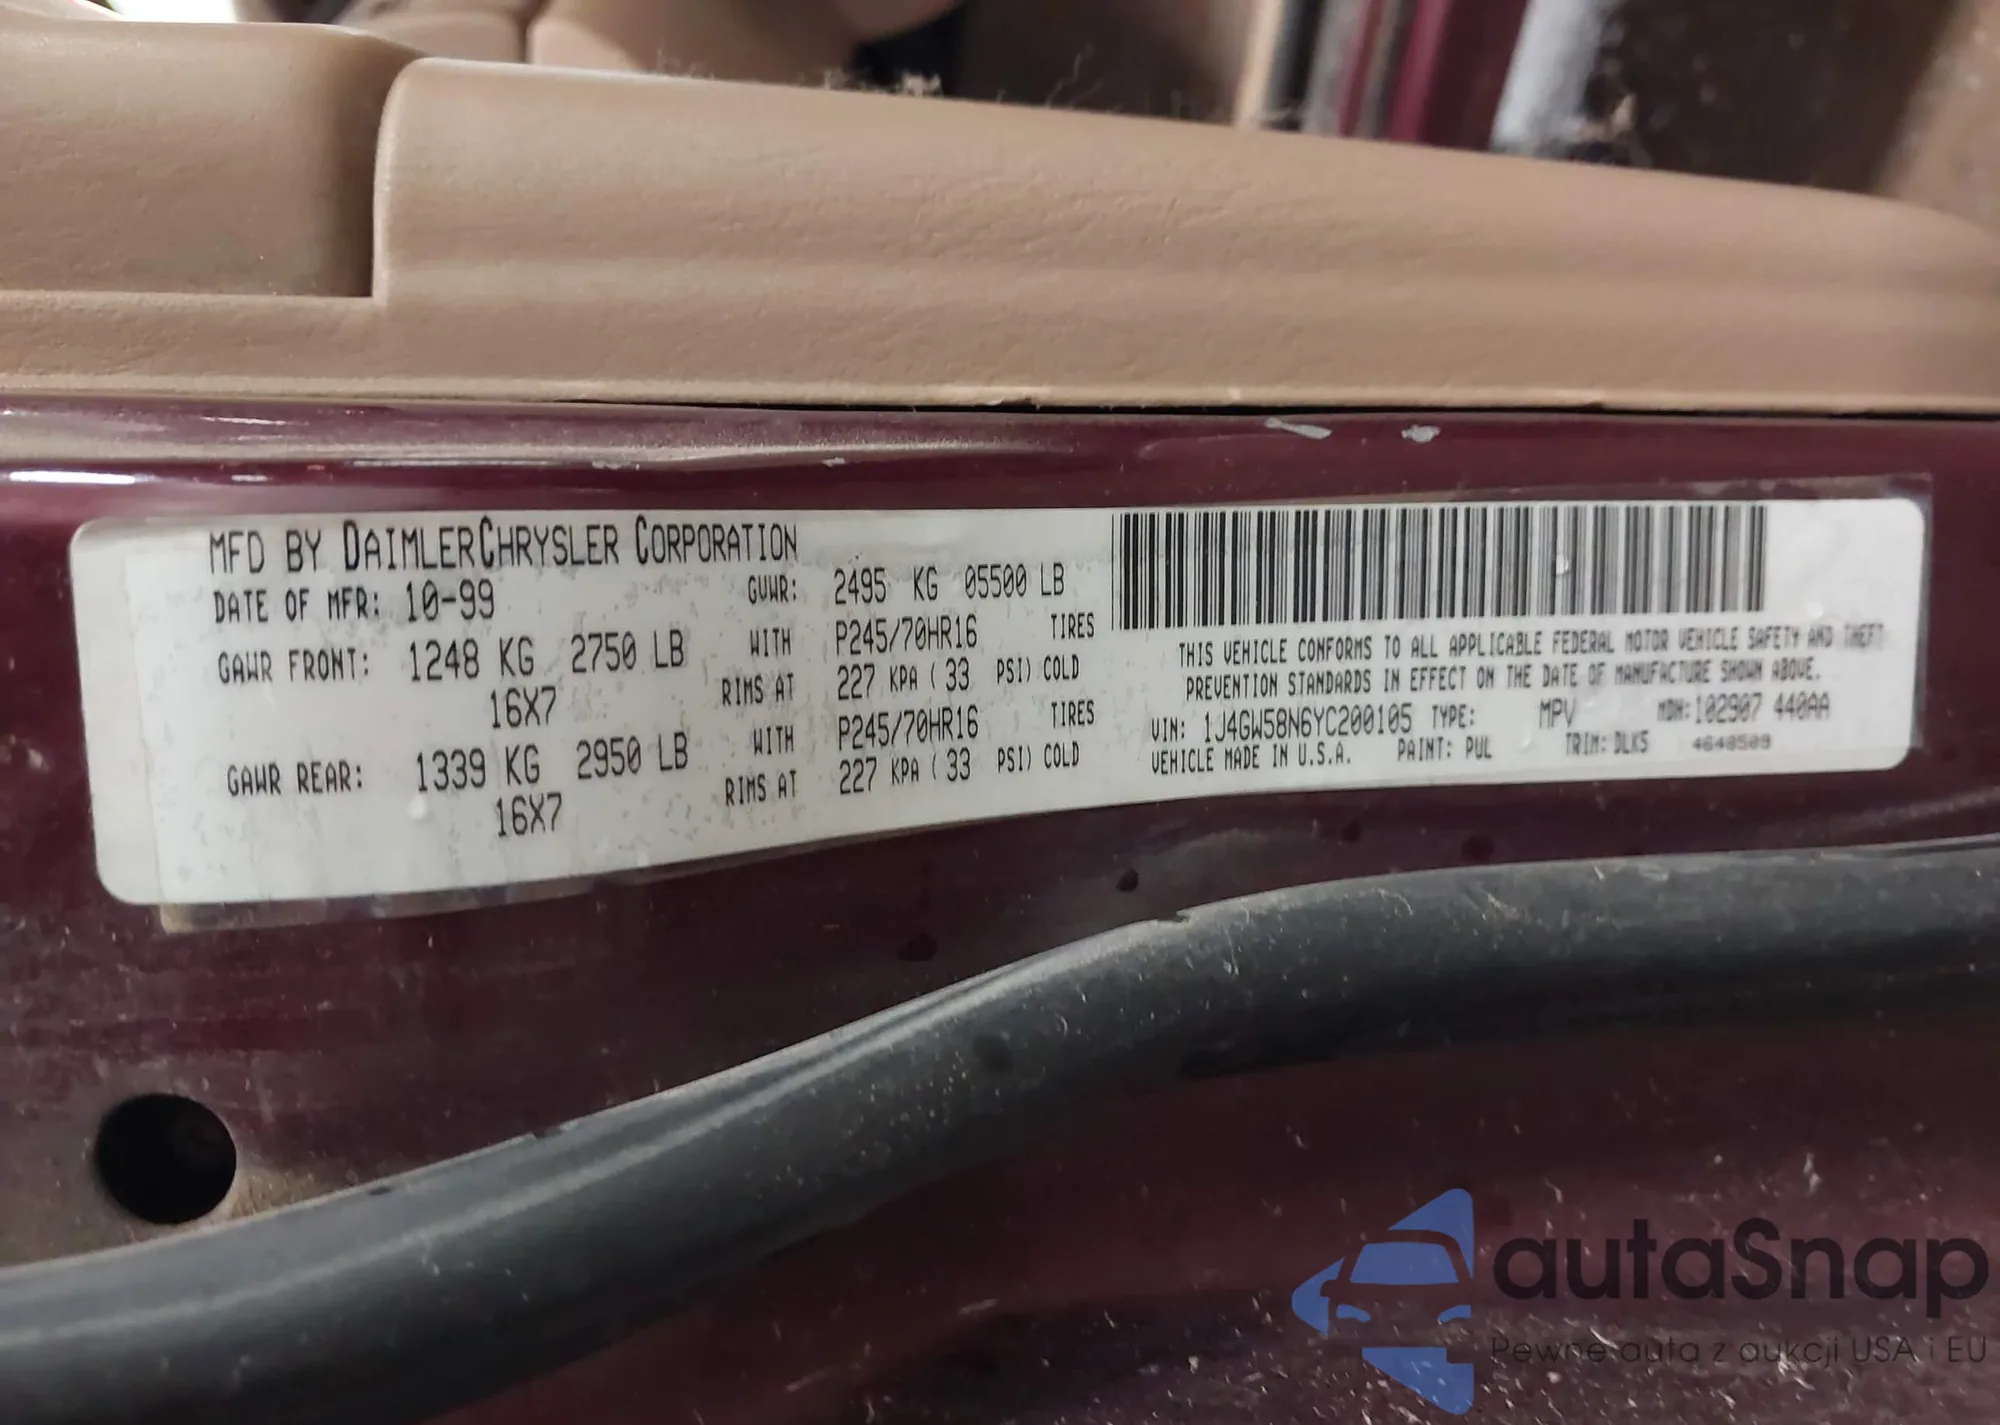 MFD BY DAIMLERCHRYSLER CORPORATION
DATE OF MFR: 10-99 GVWR: 2495 KG 05500 LB
GAWR FRONT: 1248 KG 2750 LB WITH P245/70HR16 TIRES
16X7 RIMS AT 227 KPA ( 33 PSI) COLD
GAWR REAR: 1339 KG 2950 LB WITH P245/70HR16 TIRES
16X7 RIMS AT 227 KPA ( 33 PSI) COLD
THIS VEHICLE CONFORMS TO ALL APPLICABLE FEDERAL MOTOR VEHICLE SAFETY AND THEFT
PREVENTION STANDARDS IN EFFECT ON THE DATE OF MANUFACTURE SHOWN ABOVE.
VIN: 1J4GW58N6YC200105 TYPE: MPV MDH: 102907 440AA
VEHICLE MADE IN U.S.A. PAINT: PUL TRIM: DLK5 4648509
autaSnap
Pewne auta z aukcji USA i EU